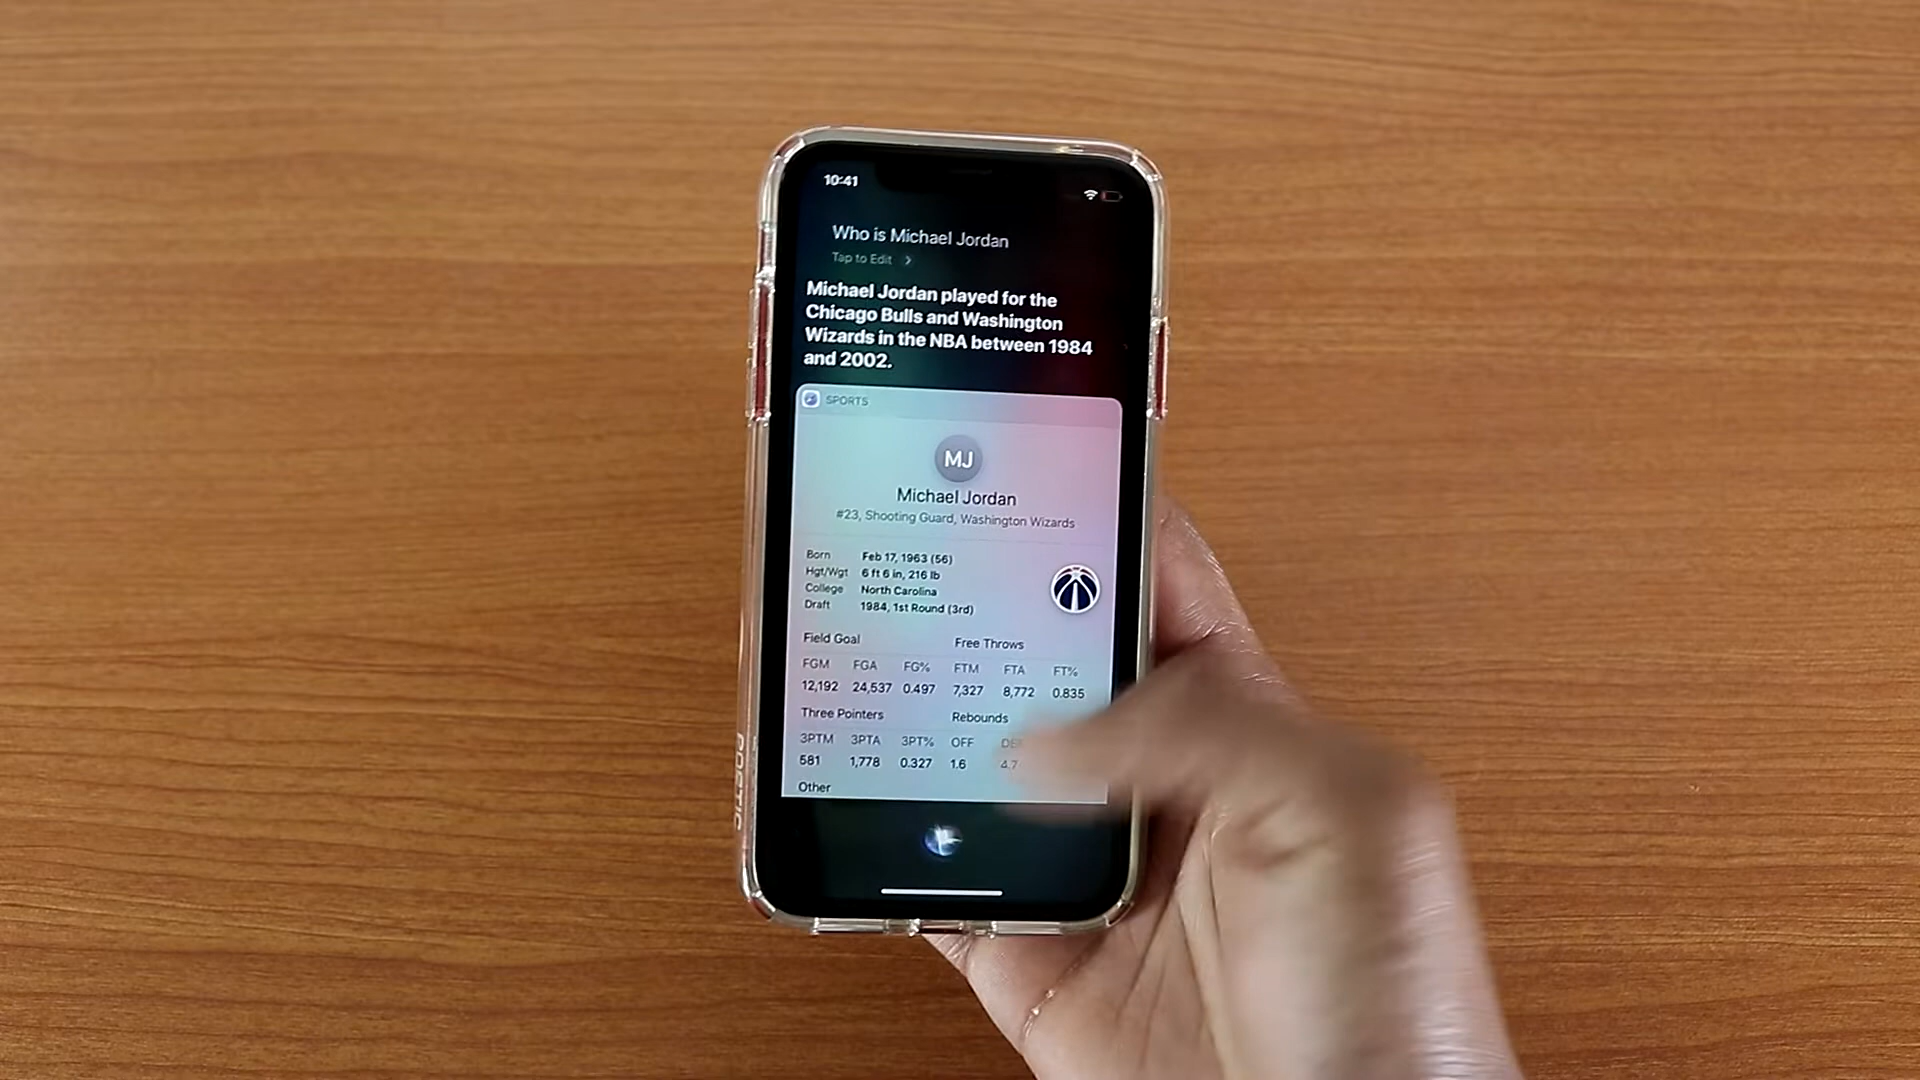 10:41
Who is Michael Jordan
Tap to Edit
Michael Jordan played for the
Chicago Bulls and Washington
Wizards in the NBA between 1984
and 2002.
SPORTS
MJ
Michael Jordan
#23, Shooting Guard, Washington Wizards
Born Feb 17, 1963 (56)
Hgt/Wgt 6 ft 6 in, 216 lb
College North Carolina
Draft 1984, 1st Round (3rd)
Field Goal Free Throws
FGM FGA FG% FTM FTA FT%
12,192 24,537 0.497 7,327 8,772 0.835
Three Pointers Rebounds
3PTM 3PTA 3PT% OFF
581 1,778 0.327 1.6 4.7
Other